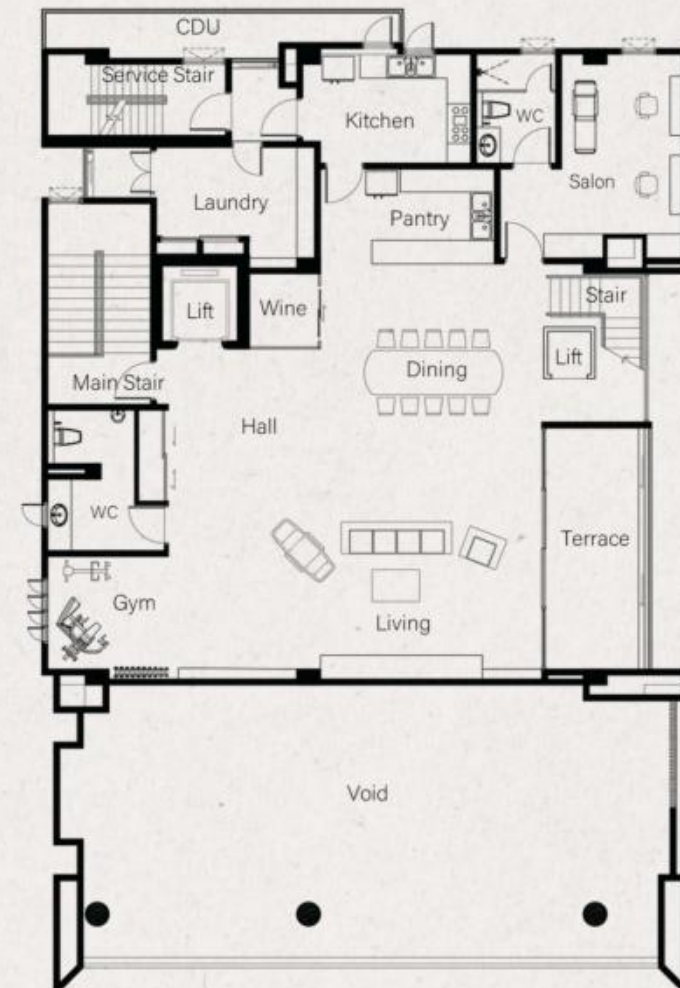 CDU
Service Stair
Kitchen
WC
Salon
Laundry
Pantry
Lift
Wine
Stair
Lift
Dining
Main Stair
Hall
WC
Terrace
Gym
Living
Void